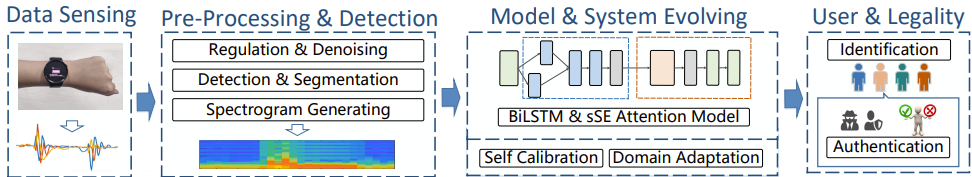 Data Sensing
Pre-Processing & Detection
Regulation & Denoising
Detection & Segmentation
Spectrogram Generating
Model & System Evolving
BiLSTM & sSE Attention Model
Self Calibration
Domain Adaptation
User & Legality
Identification
Authentication